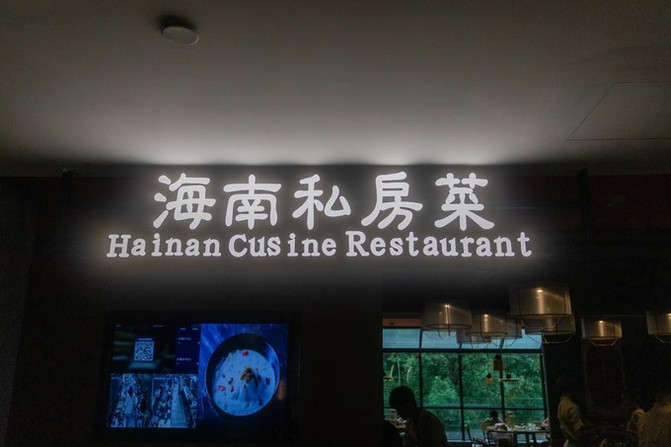 海南私房菜
Hainan Cusine Restaurant